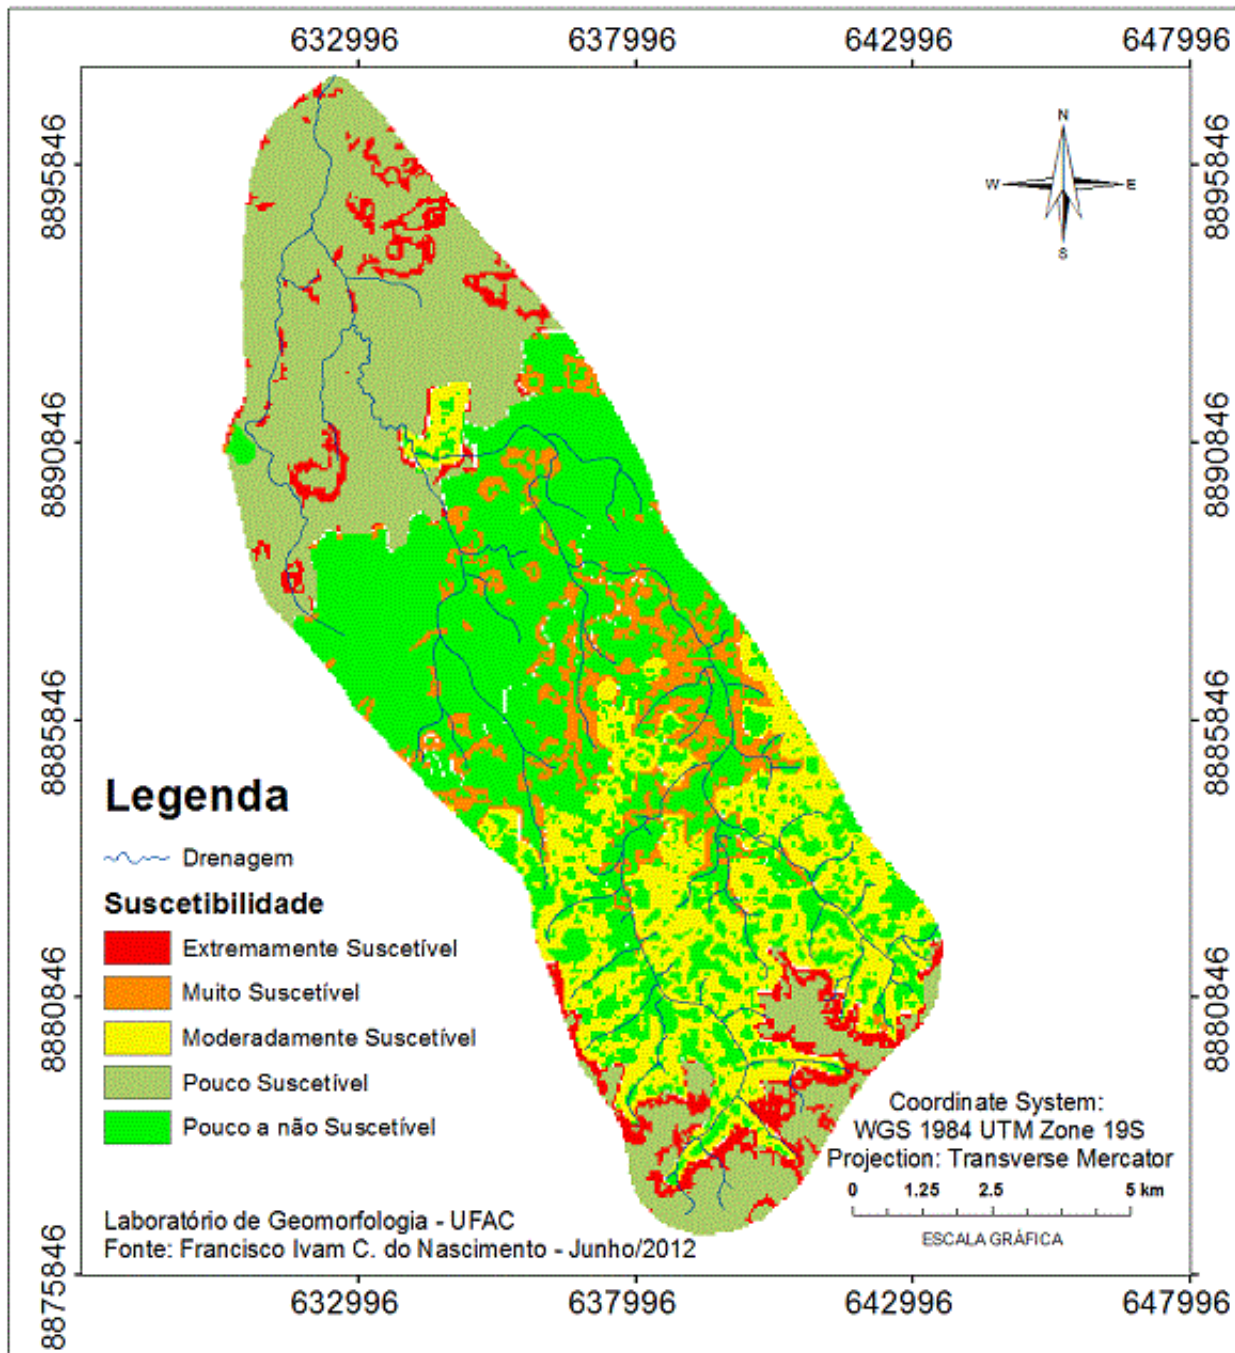 632996 637996 642996 647996
8895846 8895846
N
W E
S
8890846 8890846
8885846 8885846
Legenda
Drenagem
Suscetibilidade
Extremamente Suscetível
Muito Suscetível
Moderadamente Suscetível
Pouco Suscetível
Pouco a não Suscetível
8880846 8880846
Coordinate System:
WGS 1984 UTM Zone 19S
Projection: Transverse Mercator
0 1.25 2.5 5 km
ESCALA GRÁFICA
Laboratório de Geomorfologia - UFAC
Fonte: Francisco Ivam C. do Nascimento - Junho/2012
8875846 8875846
632996 637996 642996 647996